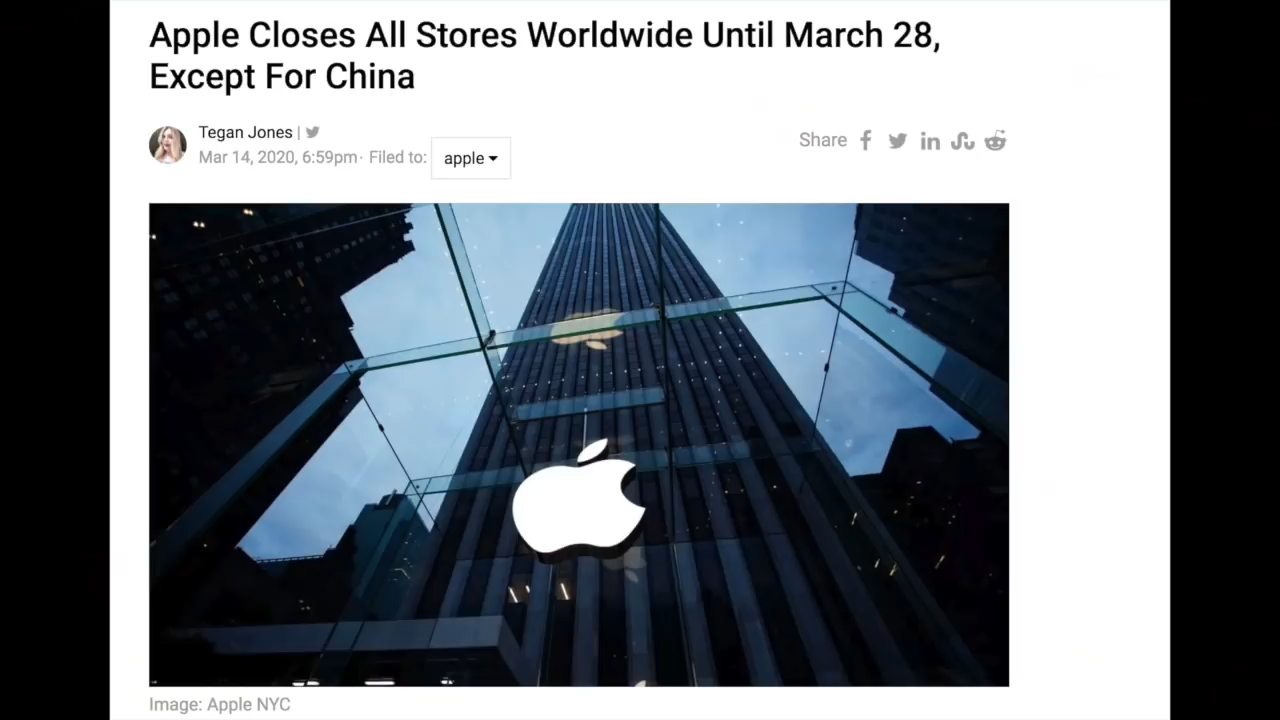 Apple Closes All Stores Worldwide Until March 28,
Except For China
Tegan Jones |
Mar 14, 2020, 6:59pm · Filed to: apple
Share
Image: Apple NYC